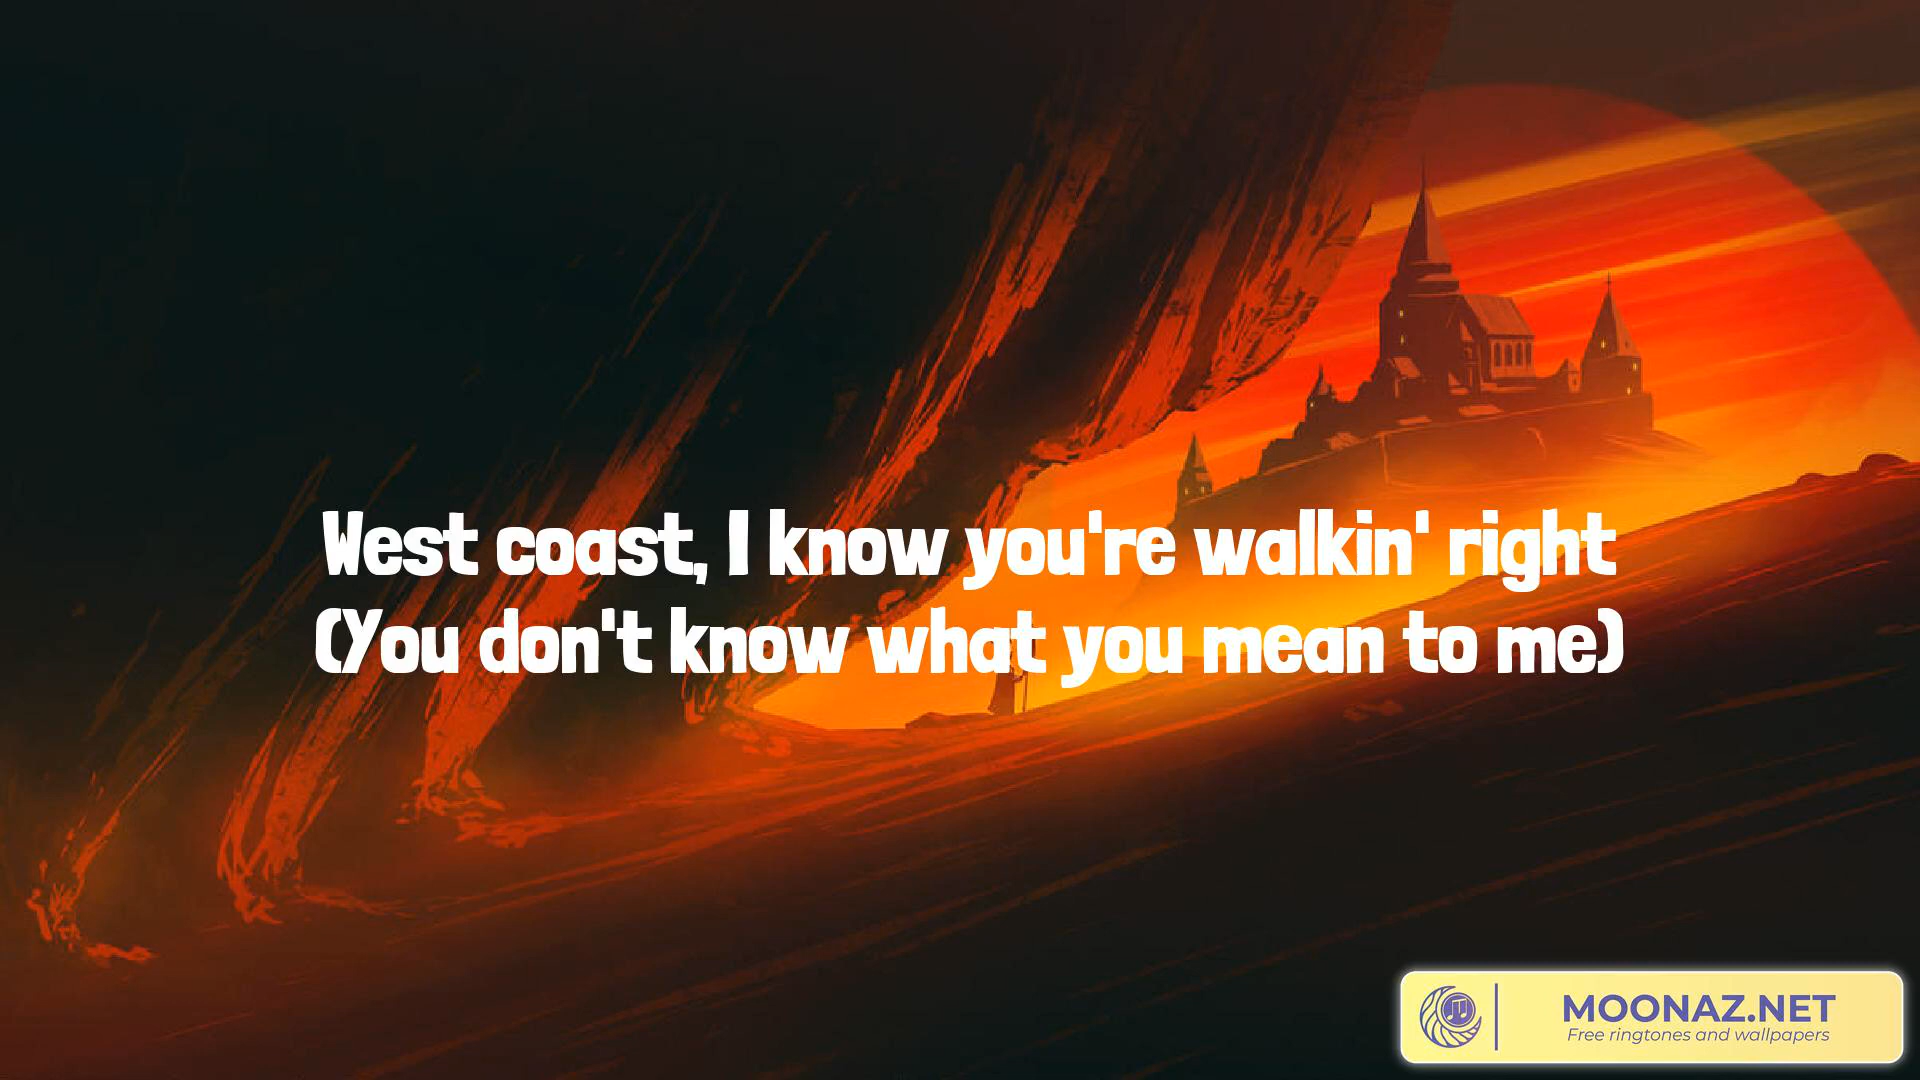 West coast, I know you're walkin' right
(You don't know what you mean to me)
MOONAZ.NET
Free ringtones and wallpapers